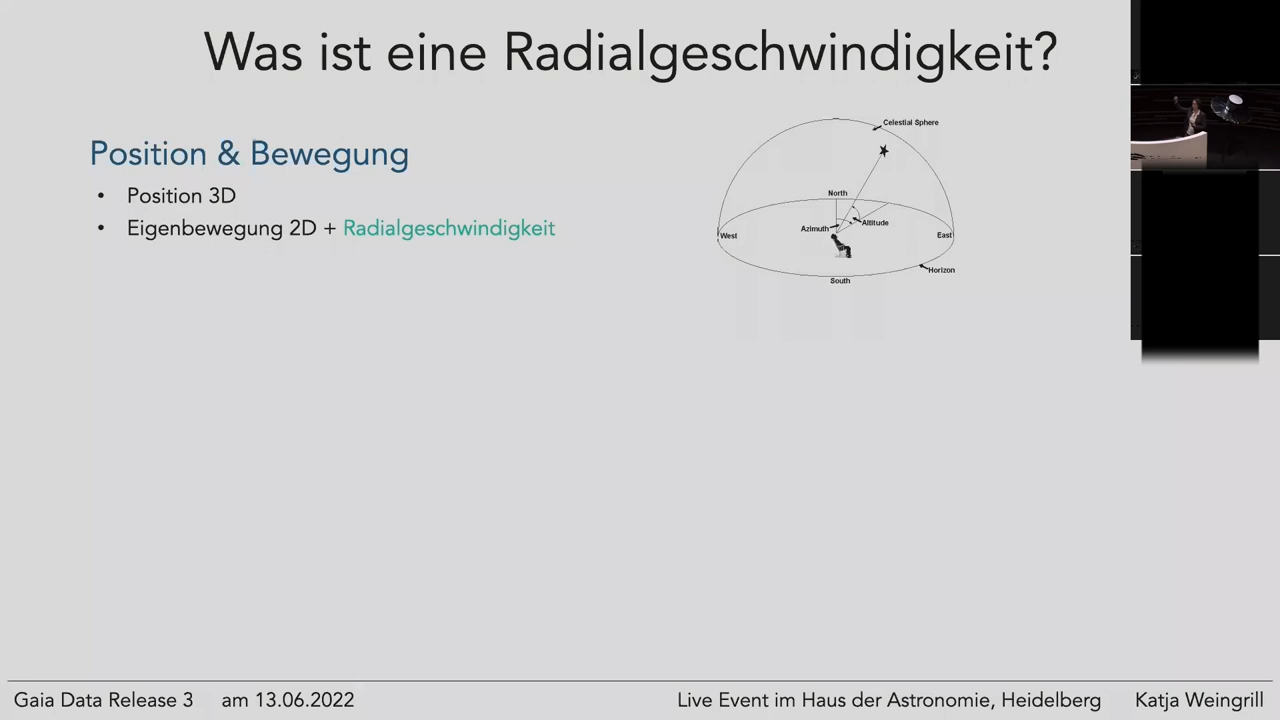 Was ist eine Radialgeschwindigkeit?
Position & Bewegung
• Position 3D
• Eigenbewegung 2D + Radialgeschwindigkeit
Celestial Sphere
North
Altitude
Azimuth
West
East
Horizon
South
Gaia Data Release 3 am 13.06.2022
Live Event im Haus der Astronomie, Heidelberg Katja Weingrill